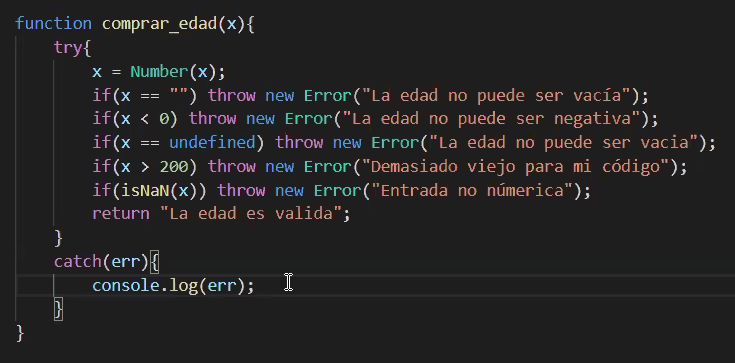 function comprar_edad(x){
try{
x = Number(x);
if(x == "") throw new Error("La edad no puede ser vacía");
if(x < 0) throw new Error("La edad no puede ser negativa");
if(x == undefined) throw new Error("La edad no puede ser vacia");
if(x > 200) throw new Error("Demasiado viejo para mi código");
if(isNaN(x)) throw new Error("Entrada no númerica");
return "La edad es valida";
}
catch(err){
console.log(err);
}
}